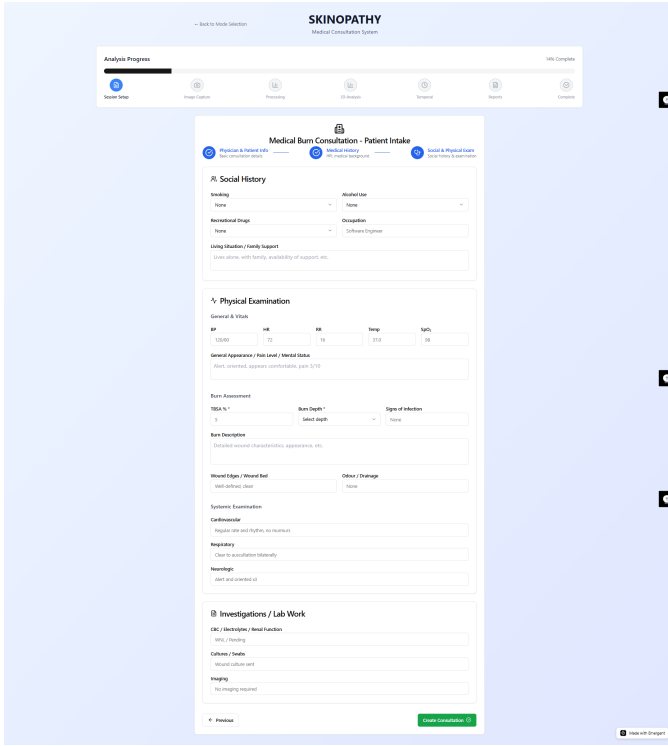 ← Back to Mode Selection
SKINOPATHY
Medical Consultation System
Analysis Progress
14% Complete
Session Setup
Image Capture
Processing
3D Analysis
Temporal
Reports
Complete
Medical Burn Consultation - Patient Intake
Physician & Patient Info
Basic consultation details
Medical History
HPI, medical background
Social & Physical Exam
Social history & examination
Social History
Smoking
Alcohol Use
None
None
Recreational Drugs
Occupation
None
Software Engineer
Living Situation / Family Support
Lives alone, with family, availability of support, etc.
Physical Examination
General & Vitals
BP
HR
RR
Temp
SpO₂
120/80
72
16
37.0
98
General Appearance / Pain Level / Mental Status
Alert, oriented, appears comfortable, pain 3/10
Burn Assessment
TBSA % *
Burn Depth *
Signs of Infection
5
Select depth
None
Burn Description
Detailed wound characteristics, appearance, etc.
Wound Edges / Wound Bed
Odour / Drainage
Well-defined, clean
None
Systemic Examination
Cardiovascular
Regular rate and rhythm, no murmurs
Respiratory
Clear to auscultation bilaterally
Neurologic
Alert and oriented x3
Investigations / Lab Work
CBC / Electrolytes / Renal Function
WNL / Pending
Cultures / Swabs
Wound culture sent
Imaging
No imaging required
← Previous
Create Consultation
Made with Emergent